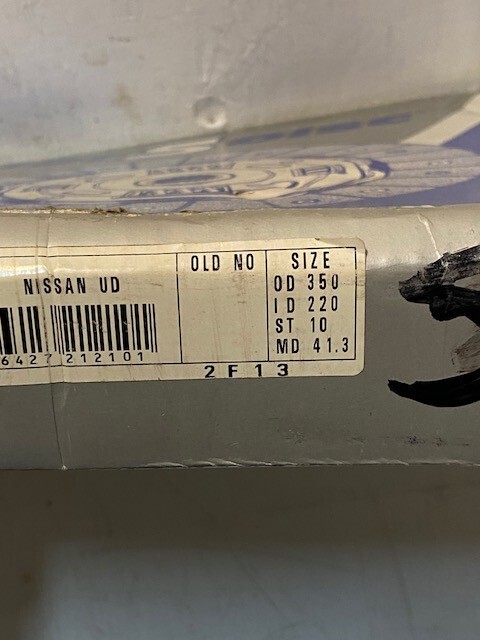 NISSAN UD
6427 212101
OLD NO
SIZE
OD 350
ID 220
ST 10
MD 41.3
2F13